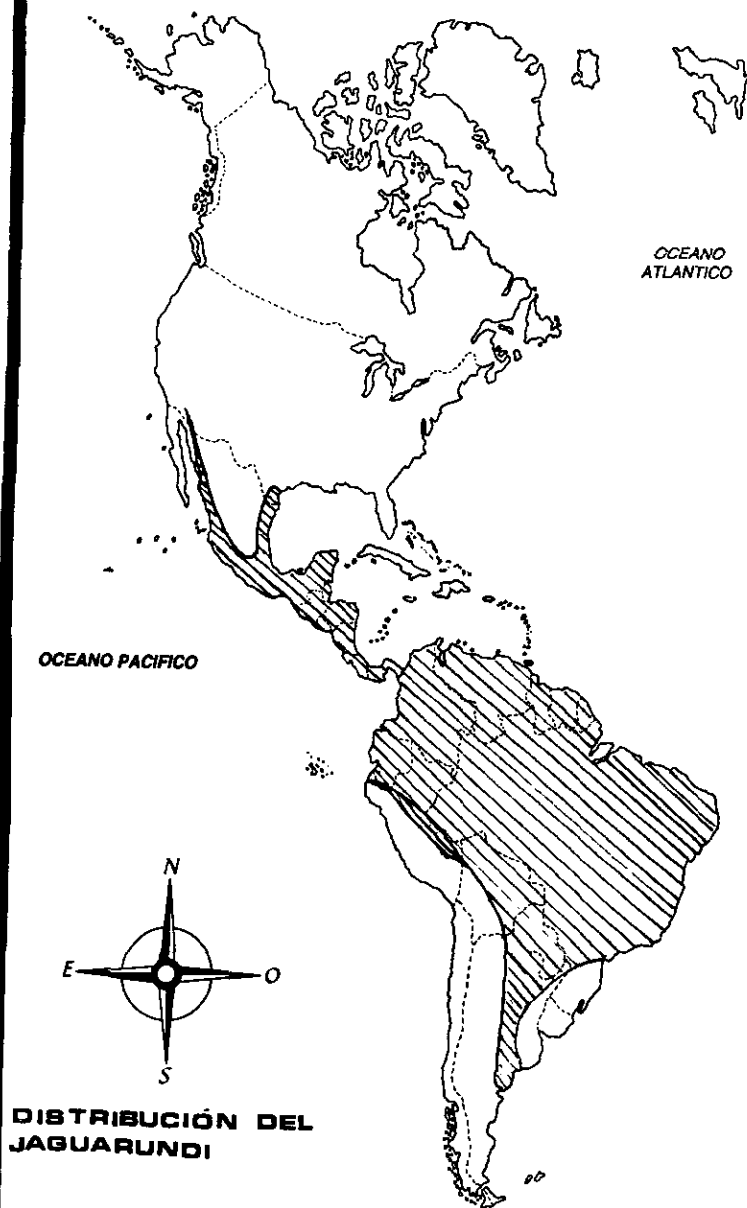 OCEANO
ATLANTICO
OCEANO PACIFICO
N
E
O
S
DISTRIBUCIÓN DEL
JAGUARUNDI